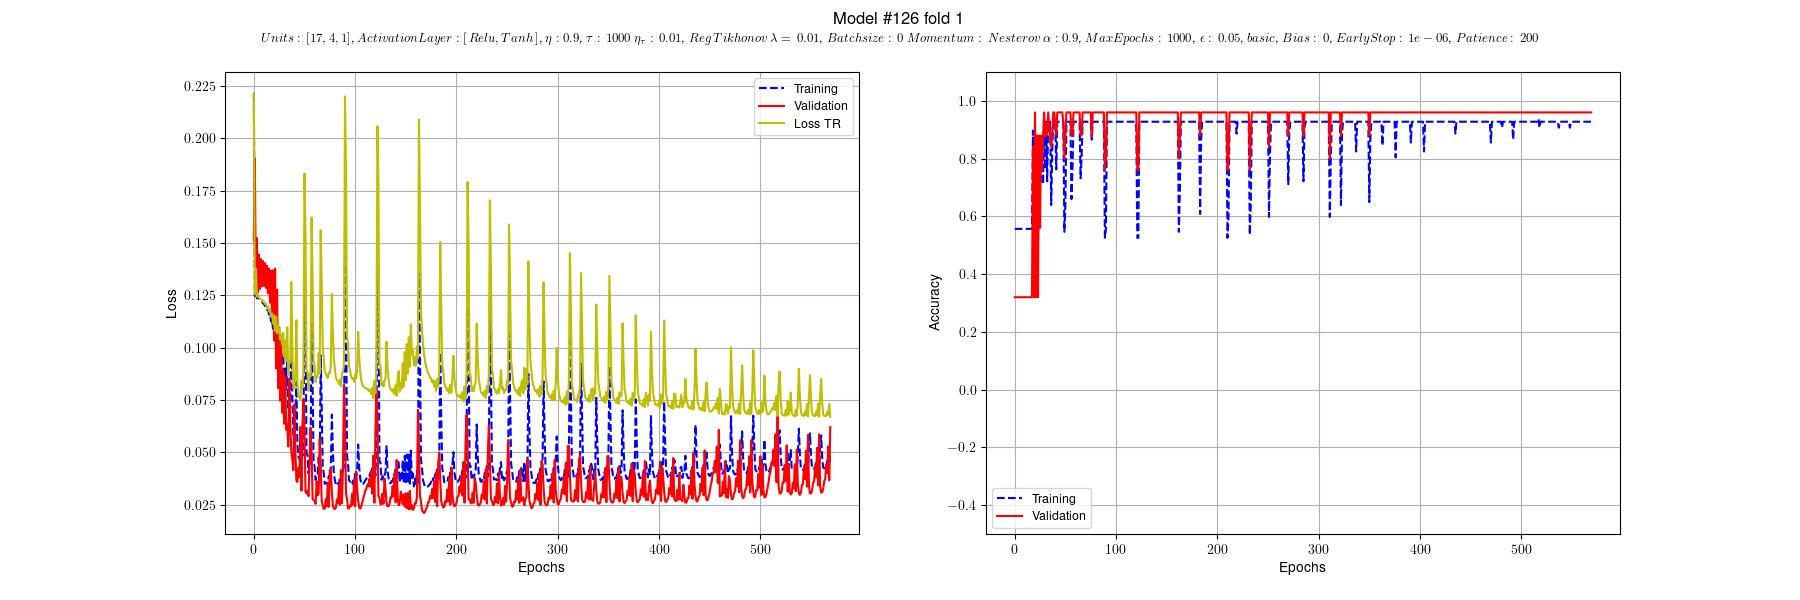 Model #126 fold 1
Units : [17, 4, 1], ActivationLayer : [ Relu, Tanh], η : 0.9, τ : 1000 ητ : 0.01, Reg Tikhonov λ = 0.01, Batchsize : 0 Momentum : Nesterov α : 0.9, MaxEpochs : 1000, ϵ : 0.05, basic, Bias : 0, EarlyStop : 1e − 06, Patience : 200
0.225
0.200
0.175
0.150
0.125
0.100
0.075
0.050
0.025
Loss
0 100 200 300 400 500
Epochs
Training
Validation
Loss TR
1.0
0.8
0.6
0.4
0.2
0.0
−0.2
−0.4
Accuracy
0 100 200 300 400 500
Epochs
Training
Validation